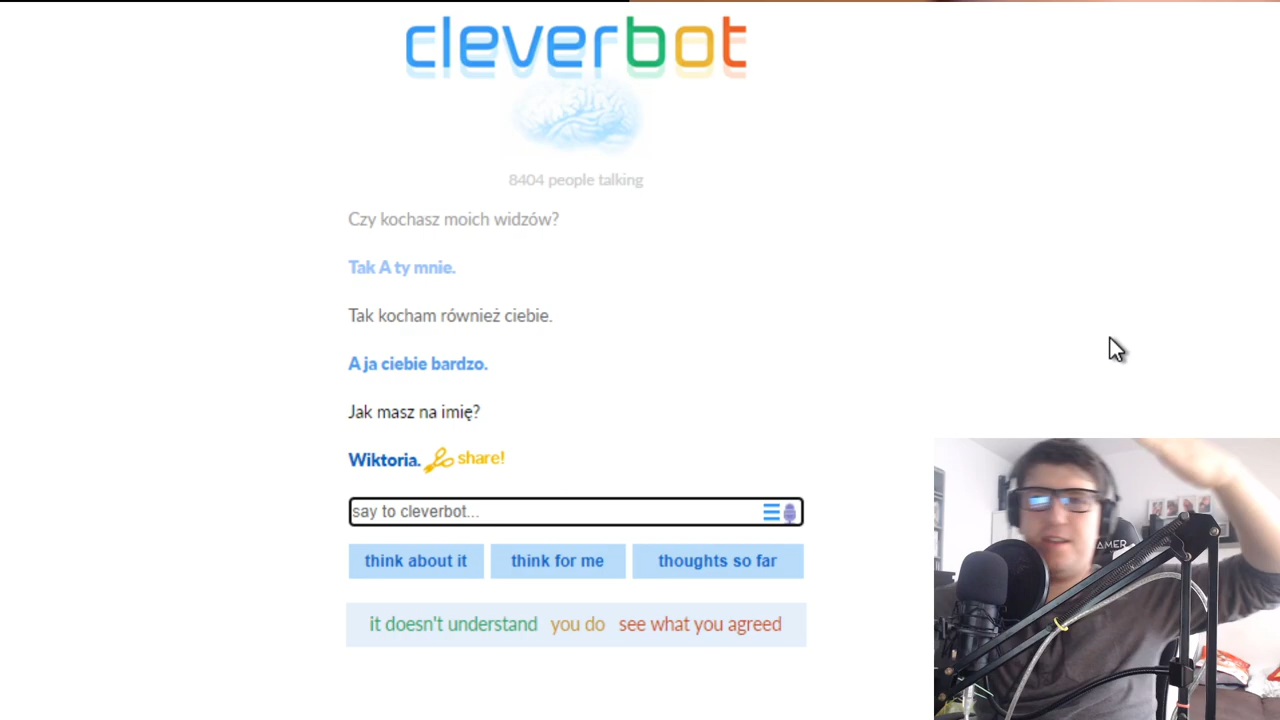 cleverbot
8404 people talking
Czy kochasz moich widzów?
Tak A ty mnie.
Tak kocham również ciebie.
A ja ciebie bardzo.
Jak masz na imię?
Wiktoria. share!
say to cleverbot...
think about it think for me thoughts so far
it doesn't understand you do see what you agreed
AMER